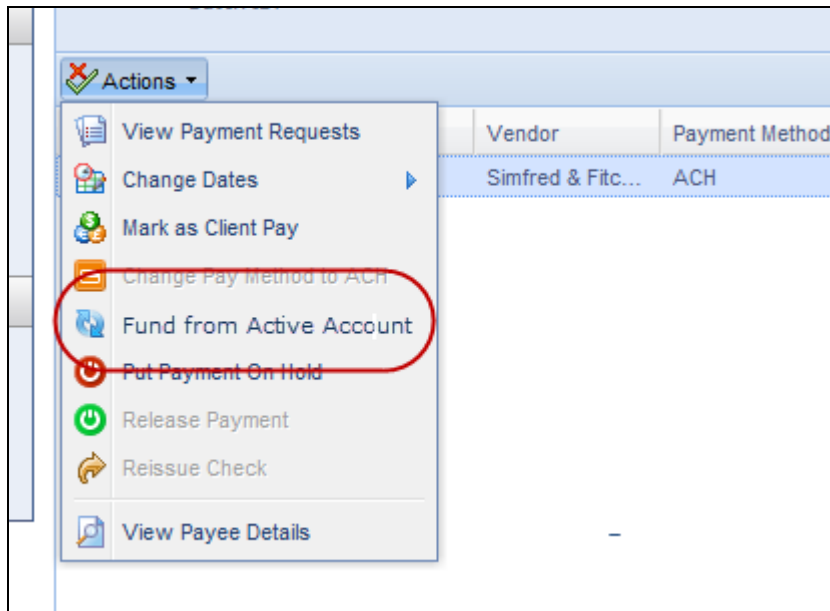 Actions
View Payment Requests
Vendor
Payment Method
Change Dates
Simfred & Fitc...
ACH
Mark as Client Pay
Change Pay Method to ACH
Fund from Active Account
Put Payment On Hold
Release Payment
Reissue Check
View Payee Details